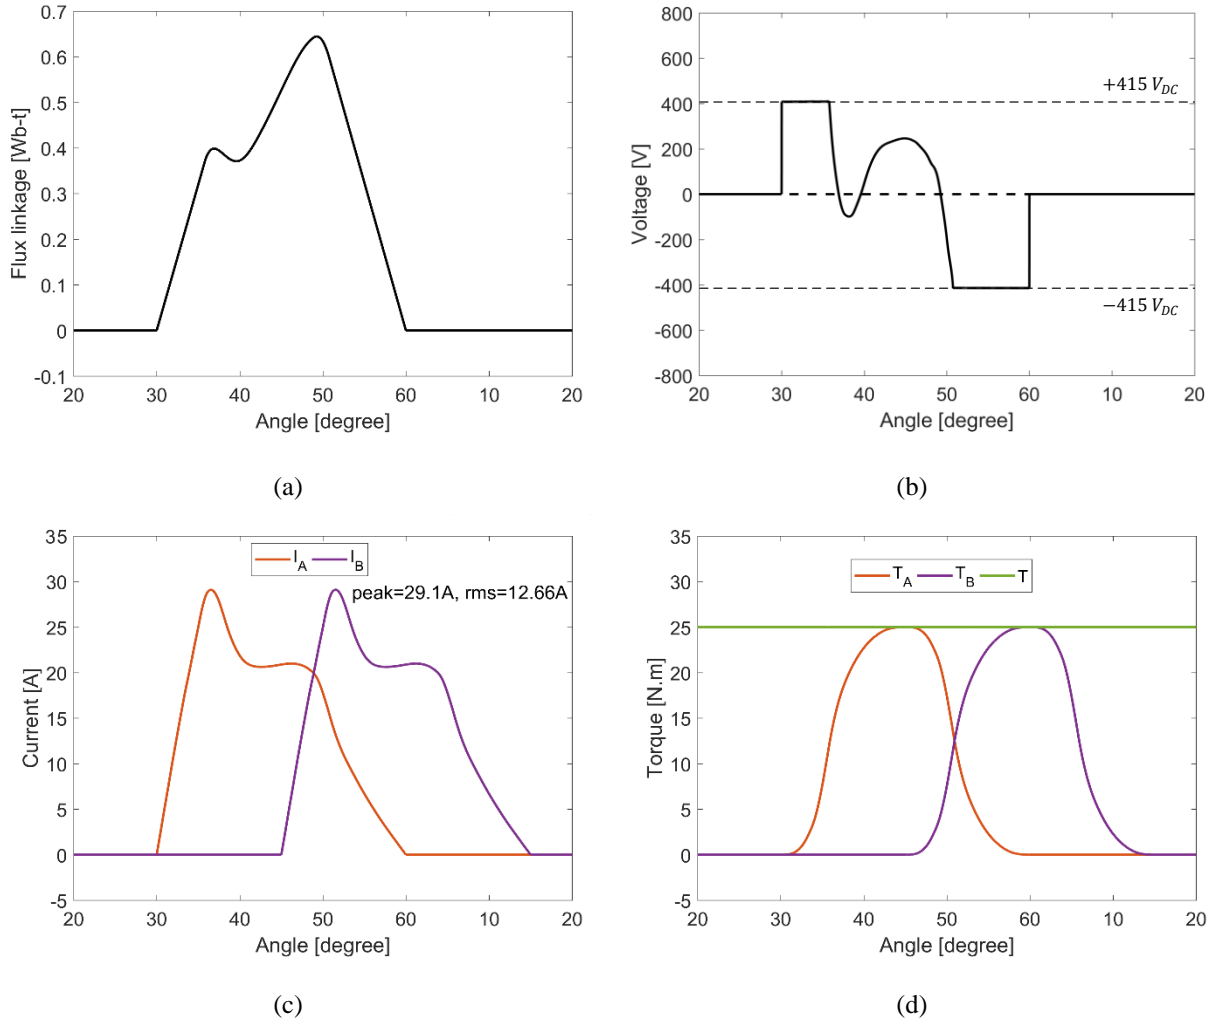 0.7
0.6
0.5
0.4
0.3
0.2
0.1
0
-0.1
Flux linkage [Wb-t]
20 30 40 50 60 10 20
Angle [degree]
(a)
800
600
400
200
0
-200
-400
-600
-800
Voltage [V]
+415 V_DC
−415 V_DC
20 30 40 50 60 10 20
Angle [degree]
(b)
35
30
25
20
15
10
5
0
-5
Current [A]
I_A I_B
peak=29.1A, rms=12.66A
20 30 40 50 60 10 20
Angle [degree]
(c)
35
30
25
20
15
10
5
0
-5
Torque [N.m]
T_A T_B T
20 30 40 50 60 10 20
Angle [degree]
(d)